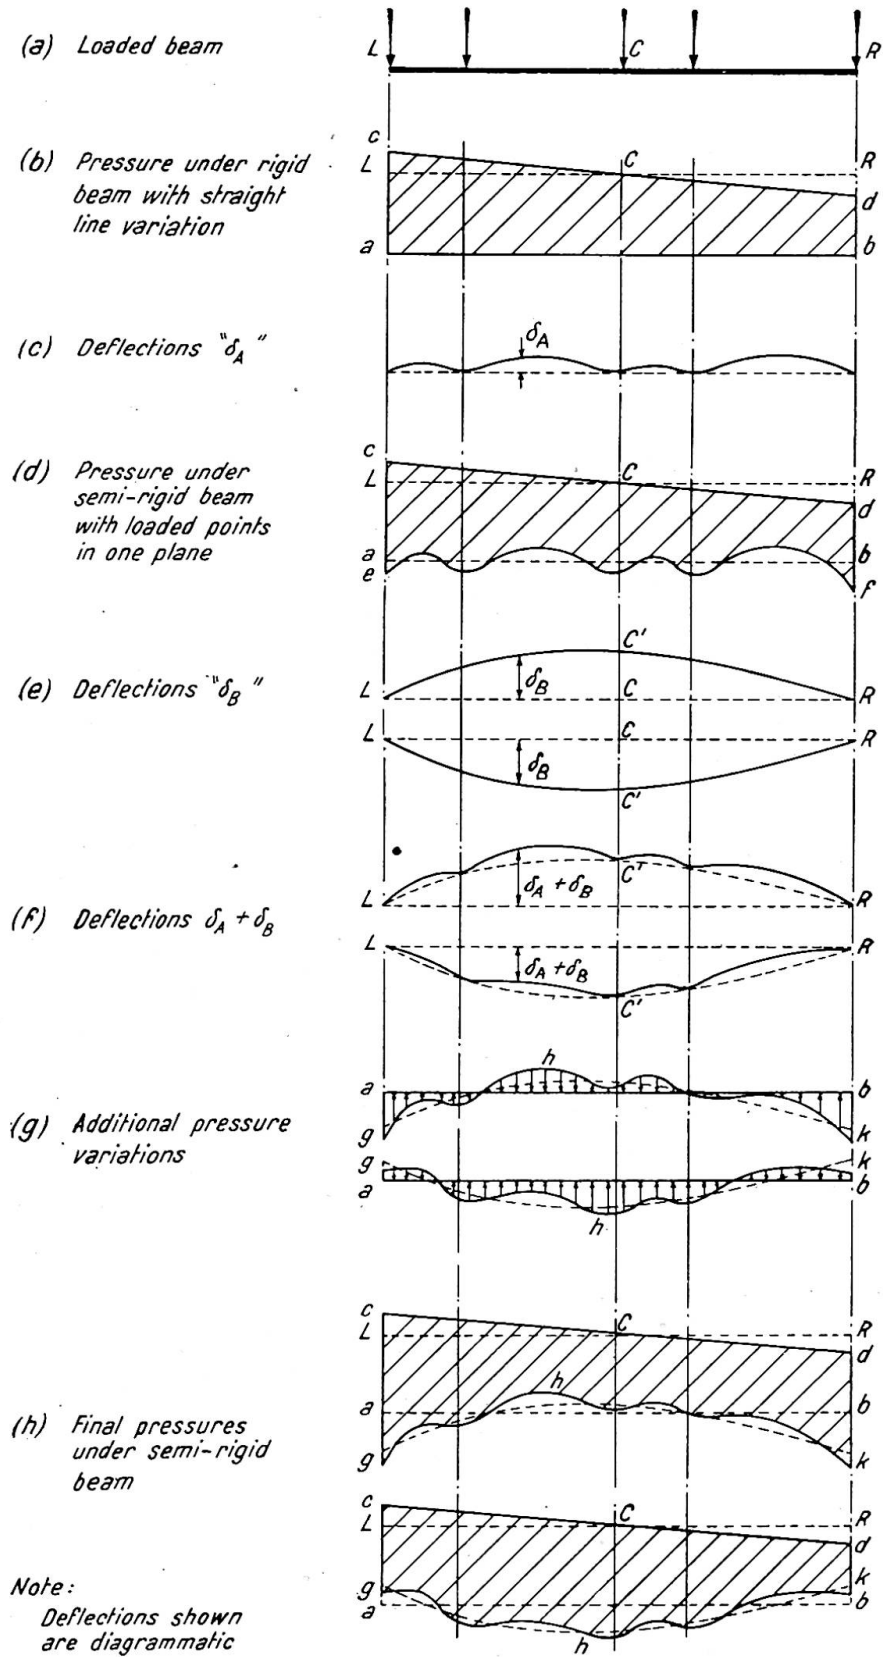 (a) Loaded beam
L C R
(b) Pressure under rigid
beam with straight
line variation
c
L C R
d
a b
(c) Deflections "δA"
δA
(d) Pressure under
semi-rigid beam
with loaded points
in one plane
c
L C R
d
a b
e f
(e) Deflections "δB"
C'
δB
L C R
L C R
δB
C'
(f) Deflections δA + δB
C'
δA + δB
L R
L R
δA + δB
C'
(g) Additional pressure
variations
h
a b
g k
g k
a b
h
(h) Final pressures
under semi-rigid
beam
c
L C R
d
h
a b
g k
c
L C R
d
g k
a b
h
Note:
Deflections shown
are diagrammatic